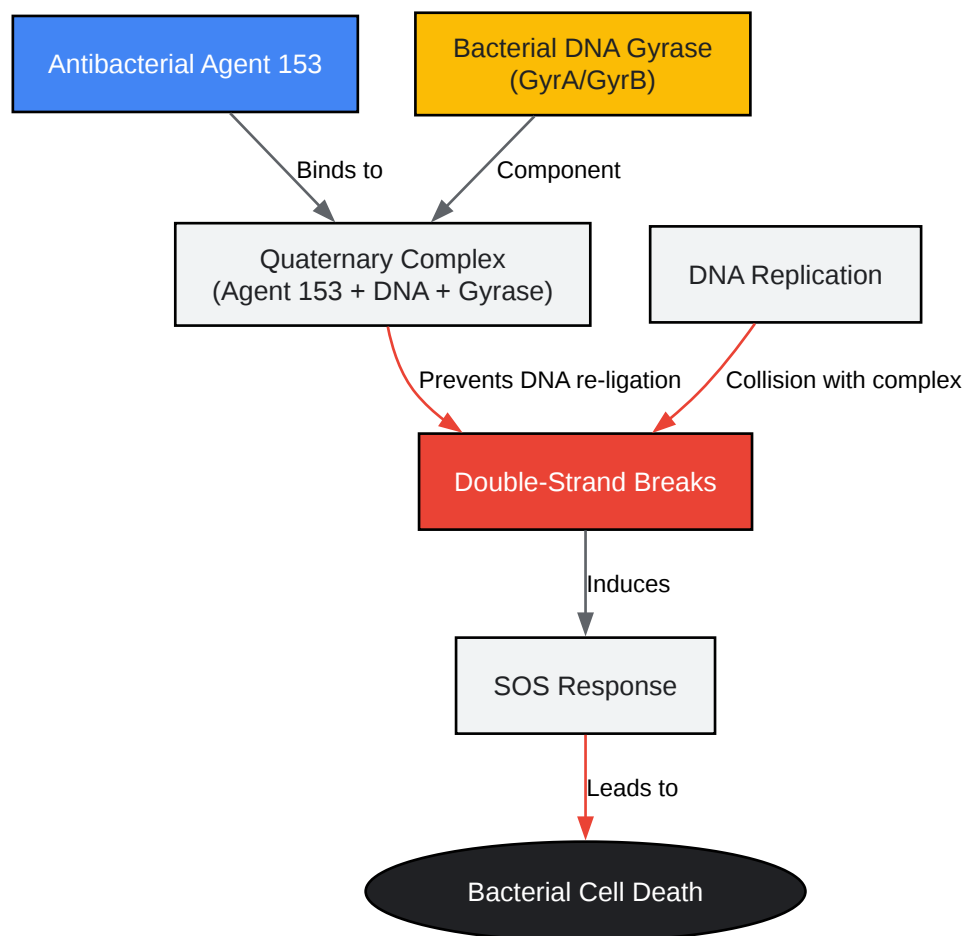 Antibacterial Agent 153
Bacterial DNA Gyrase
(GyrA/GyrB)
Binds to
Component
Quaternary Complex
(Agent 153 + DNA + Gyrase)
DNA Replication
Prevents DNA re-ligation
Collision with complex
Double-Strand Breaks
Induces
SOS Response
Leads to
Bacterial Cell Death